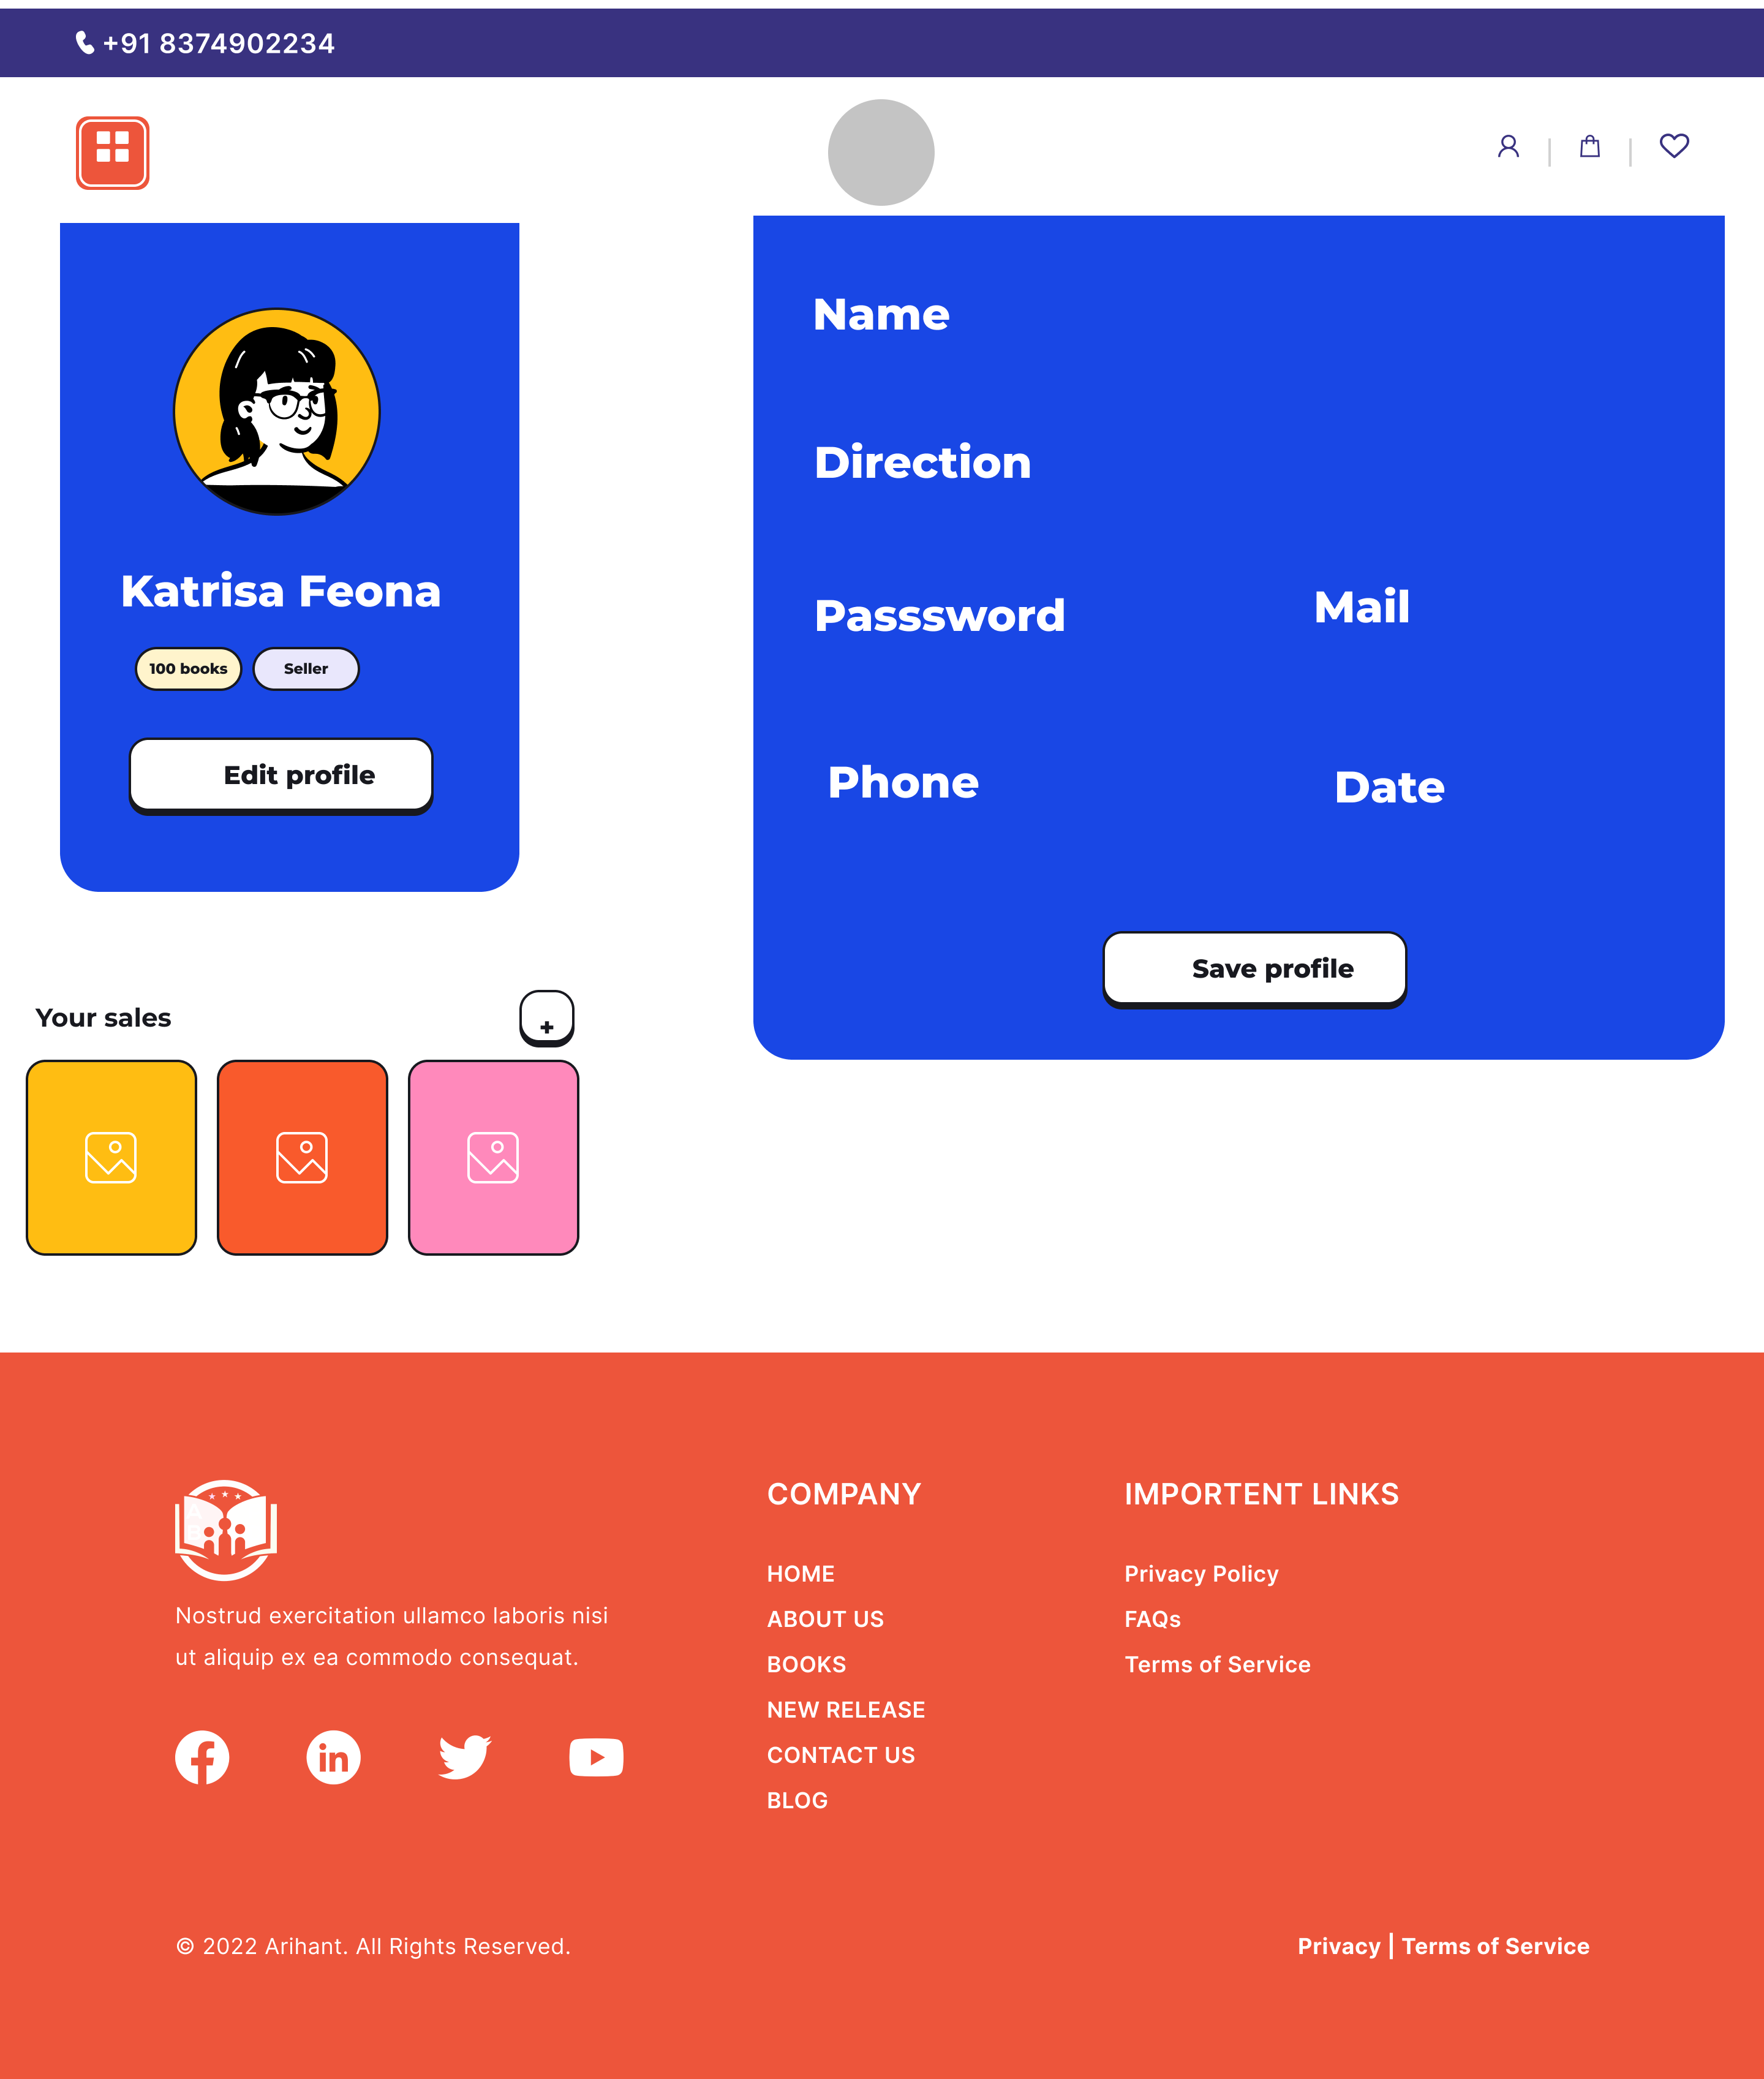 +91 8374902234
Name
Direction
Katrisa Feona
Passsword
Mail
100 books
Seller
Edit profile
Phone
Date
Save profile
Your sales
+
COMPANY
IMPORTENT LINKS
HOME
Privacy Policy
Nostrud exercitation ullamco laboris nisi
ABOUT US
FAQs
ut aliquip ex ea commodo consequat.
BOOKS
Terms of Service
NEW RELEASE
CONTACT US
BLOG
© 2022 Arihant. All Rights Reserved.
Privacy | Terms of Service